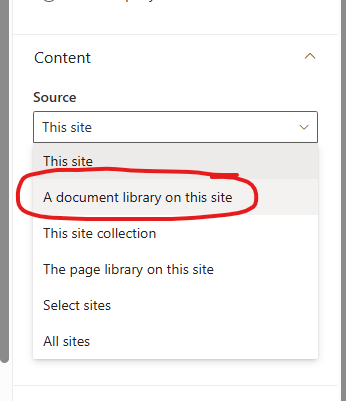 Content
Source
This site
This site
A document library on this site
This site collection
The page library on this site
Select sites
All sites